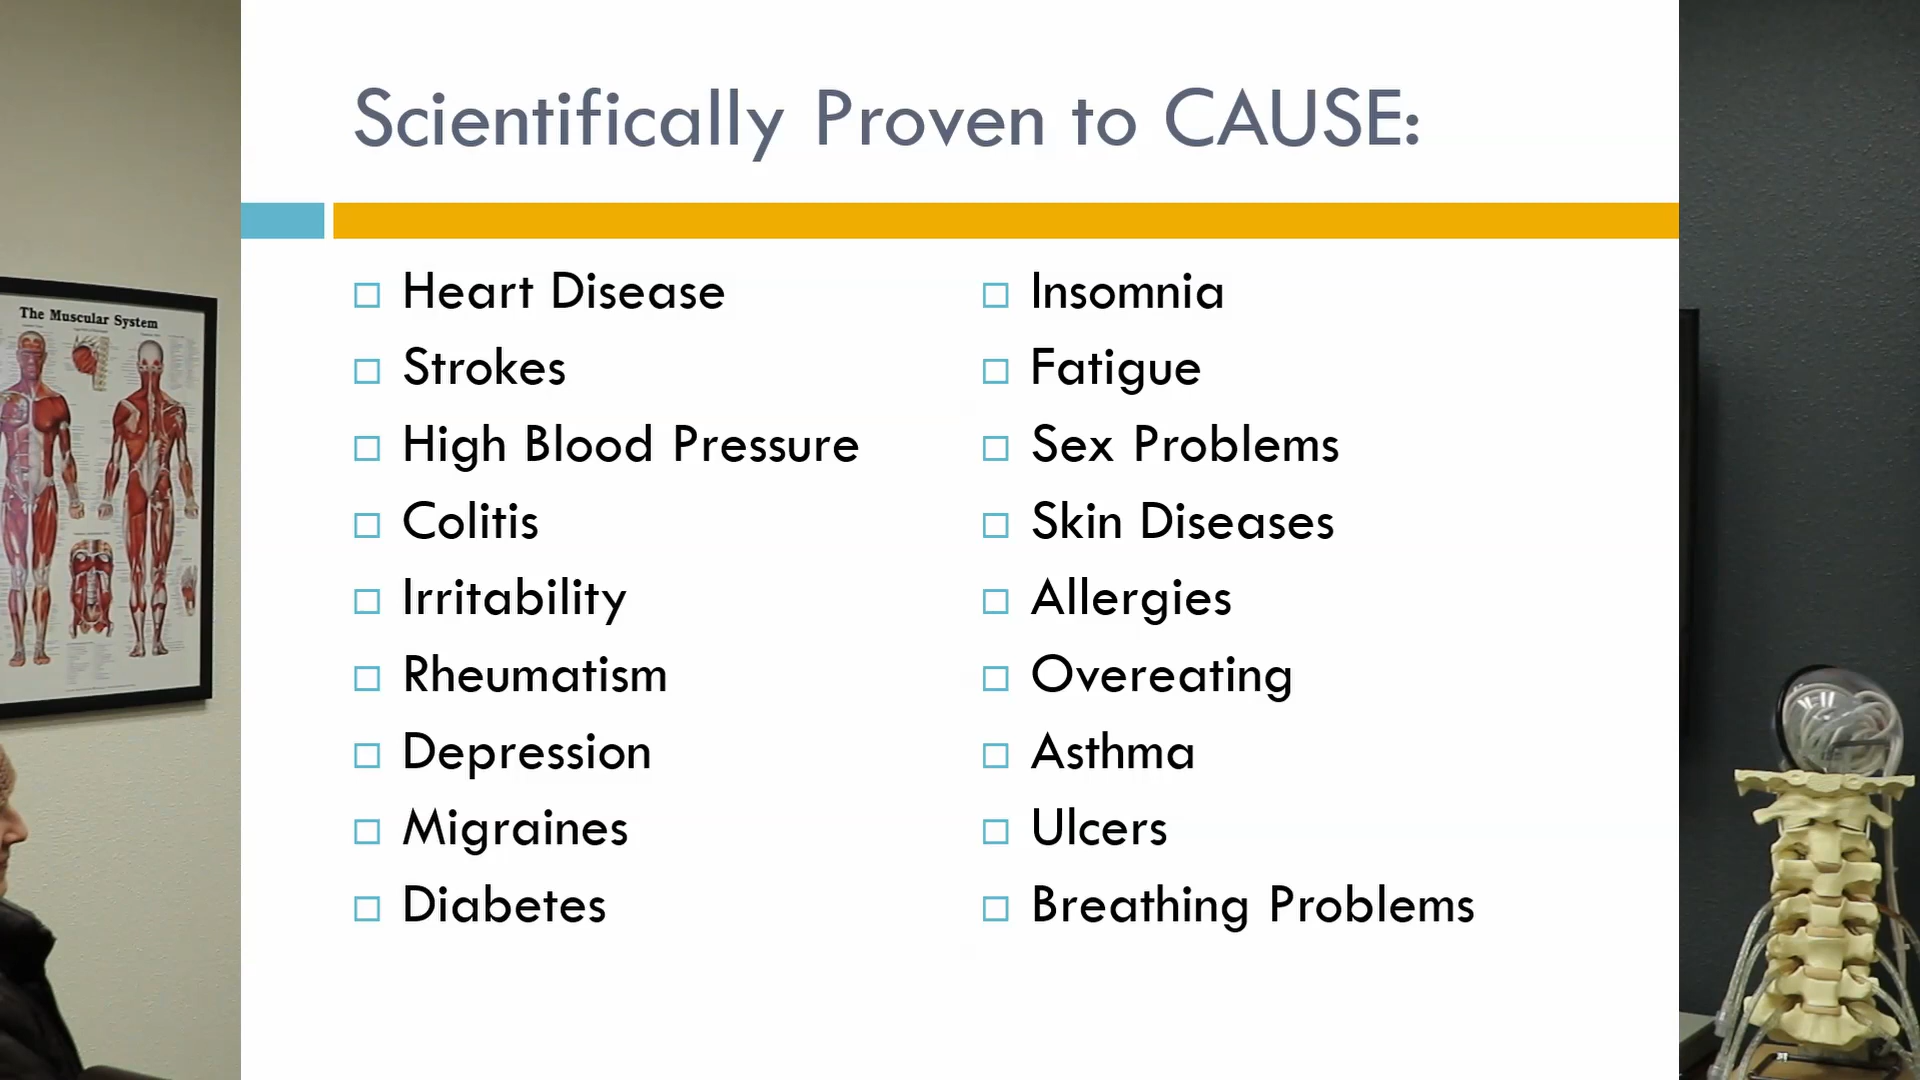 Scientifically Proven to CAUSE:
Heart Disease
Strokes
High Blood Pressure
Colitis
Irritability
Rheumatism
Depression
Migraines
Diabetes
Insomnia
Fatigue
Sex Problems
Skin Diseases
Allergies
Overeating
Asthma
Ulcers
Breathing Problems
The Muscular System